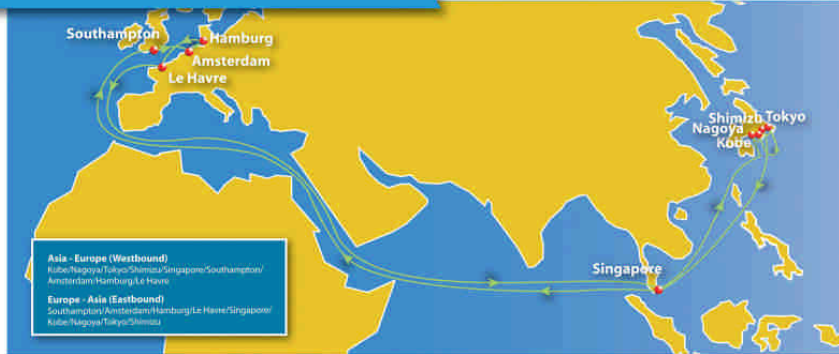 Southampton
Hamburg
Amsterdam
Le Havre
Shimizu Tokyo
Nagoya
Kobe
Singapore
Asia - Europe (Westbound)
Kobe/Nagoya/Tokyo/Shimizu/Singapore/Southampton/
Amsterdam/Hamburg/Le Havre
Europe - Asia (Eastbound)
Southampton/Amsterdam/Hamburg/Le Havre/Singapore/
Kobe/Nagoya/Tokyo/Shimizu